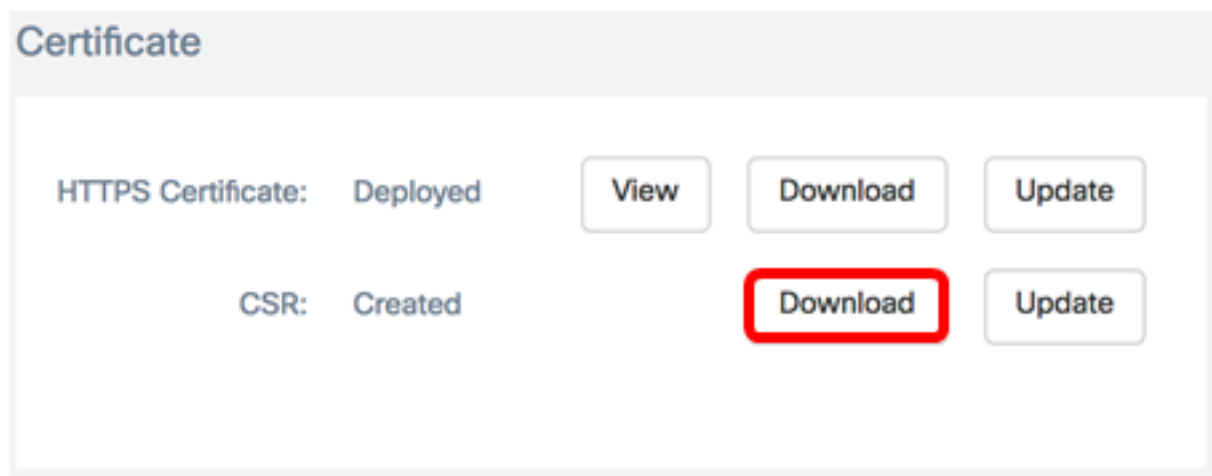 Certificate
HTTPS Certificate: Deployed View Download Update
CSR: Created Download Update